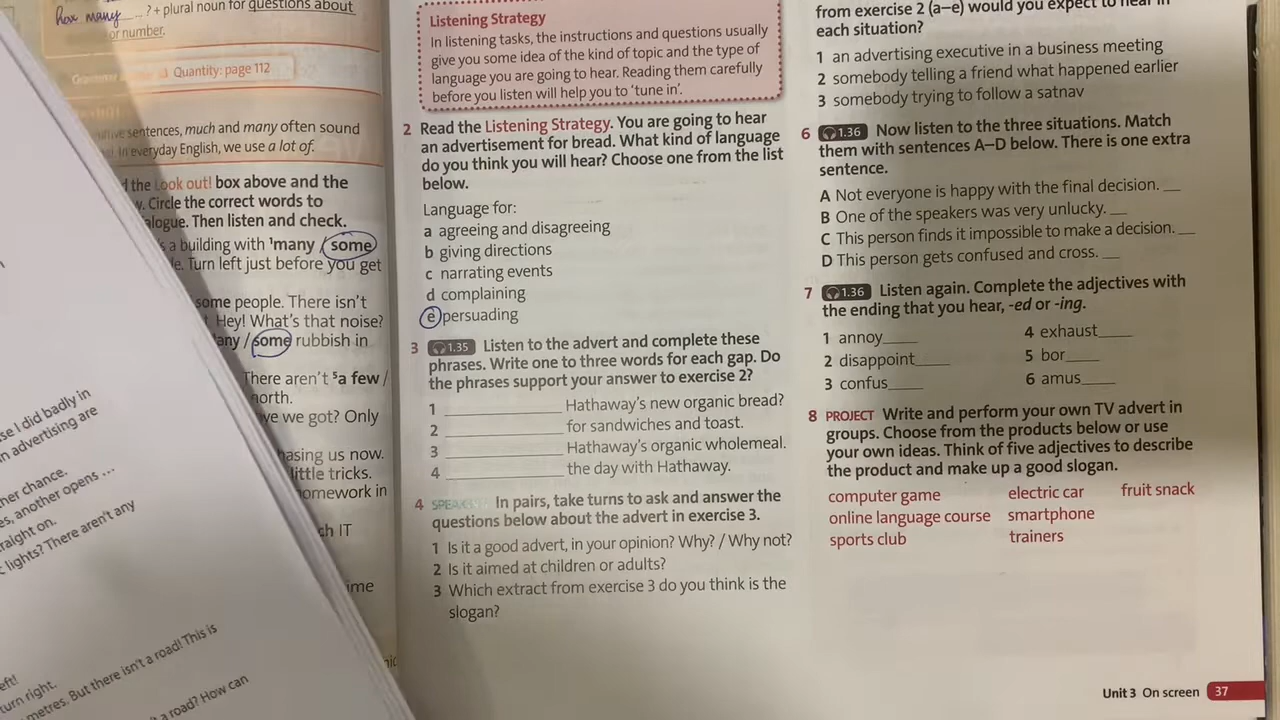 how many ...? + plural noun for questions about
or number.
Quantity: page 112
sentences, much and many often sound
In everyday English, we use a lot of.
the Look out! box above and the
Circle the correct words to
Then listen and check.
a building with ¹many / some
Turn left just before you get
some people. There isn't
Hey! What's that noise?
/ some rubbish in
There aren't ⁵a few /
north.
we got? Only
us now.
little tricks.
homework in
IT
I did badly in
advertising are
chance.
another opens ...
on.
lights? There aren't any
turn right.
But there isn't a road! This is
a road? How can
Listening Strategy
In listening tasks, the instructions and questions usually
give you some idea of the kind of topic and the type of
language you are going to hear. Reading them carefully
before you listen will help you to 'tune in'.
2 Read the Listening Strategy. You are going to hear
an advertisement for bread. What kind of language
do you think you will hear? Choose one from the list
below.
Language for:
a agreeing and disagreeing
b giving directions
c narrating events
d complaining
e persuading
3 1.35 Listen to the advert and complete these
phrases. Write one to three words for each gap. Do
the phrases support your answer to exercise 2?
1 ____________ Hathaway's new organic bread?
2 ____________ for sandwiches and toast.
3 ____________ Hathaway's organic wholemeal.
4 ____________ the day with Hathaway.
4 In pairs, take turns to ask and answer the
questions below about the advert in exercise 3.
1 Is it a good advert, in your opinion? Why? / Why not?
2 Is it aimed at children or adults?
3 Which extract from exercise 3 do you think is the
slogan?
from exercise 2 (a–e) would you expect to hear in
each situation?
1 an advertising executive in a business meeting
2 somebody telling a friend what happened earlier
3 somebody trying to follow a satnav
6 1.36 Now listen to the three situations. Match
them with sentences A–D below. There is one extra
sentence.
A Not everyone is happy with the final decision. __
B One of the speakers was very unlucky. __
C This person finds it impossible to make a decision. __
D This person gets confused and cross. __
7 1.36 Listen again. Complete the adjectives with
the ending that you hear, -ed or -ing.
1 annoy____ 4 exhaust____
2 disappoint____ 5 bor____
3 confus____ 6 amus____
8 PROJECT Write and perform your own TV advert in
groups. Choose from the products below or use
your own ideas. Think of five adjectives to describe
the product and make up a good slogan.
computer game electric car fruit snack
online language course smartphone
sports club trainers
Unit 3 On screen 37